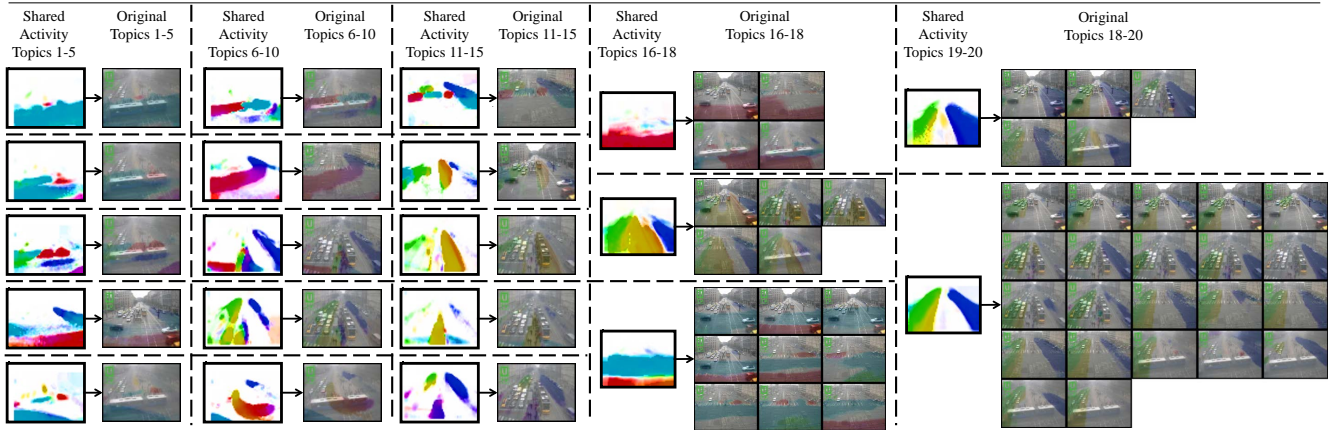 Shared
Activity
Topics 1-5
Original
Topics 1-5
Shared
Activity
Topics 6-10
Original
Topics 6-10
Shared
Activity
Topics 11-15
Original
Topics 11-15
Shared
Activity
Topics 16-18
Original
Topics 16-18
Shared
Activity
Topics 19-20
Original
Topics 18-20